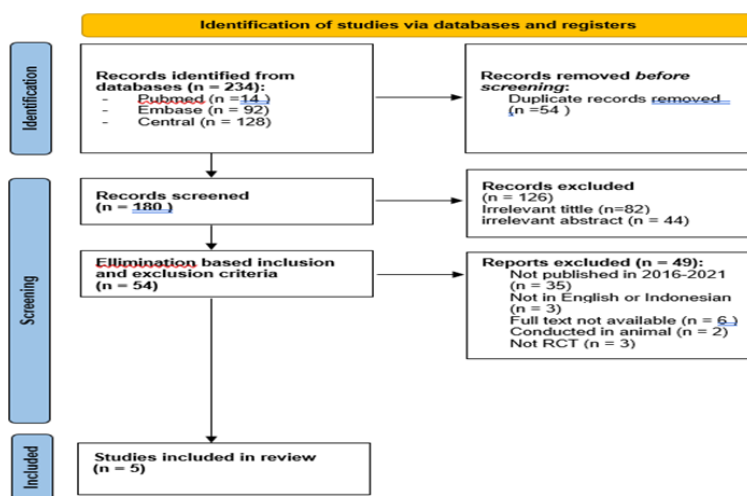 Identification of studies via databases and registers
Identification
Records identified from
databases (n = 234):
- Pubmed (n =14 )
- Embase (n = 92)
- Central (n = 128)
Records removed before
screening:
Duplicate records removed
(n =54 )
Screening
Records screened
(n = 180 )
Records excluded
(n = 126)
Irrelevant tittle (n=82)
irrelevant abstract (n = 44)
Ellimination based inclusion
and exclusion criteria
(n = 54)
Reports excluded (n = 49):
Not published in 2016-2021
(n = 35)
Not in English or Indonesian
(n = 3)
Full text not available (n = 6 )
Conducted in animal (n = 2)
Not RCT (n = 3)
Included
Studies included in review
(n = 5)